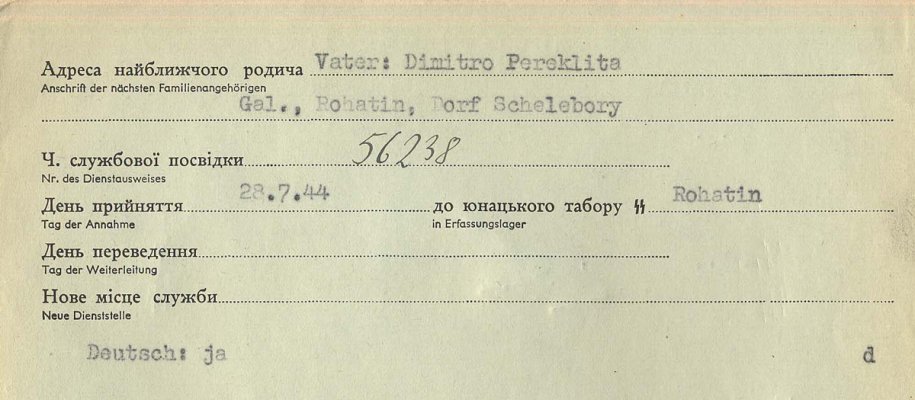 Адреса найближчого родича Vater: Dimitro Pereklita
Anschrift der nächsten Familienangehörigen
Gal., Rohatin, Dorf Schelebory
Ч. службової посвідки 56238
Nr. des Dienstausweises
День прийняття 28.7.44 до юнацького табору ᛋᛋ Rohatin
Tag der Annahme in Erfassungslager
День переведення
Tag der Weiterleitung
Нове місце служби
Neue Dienststelle
Deutsch: ja d